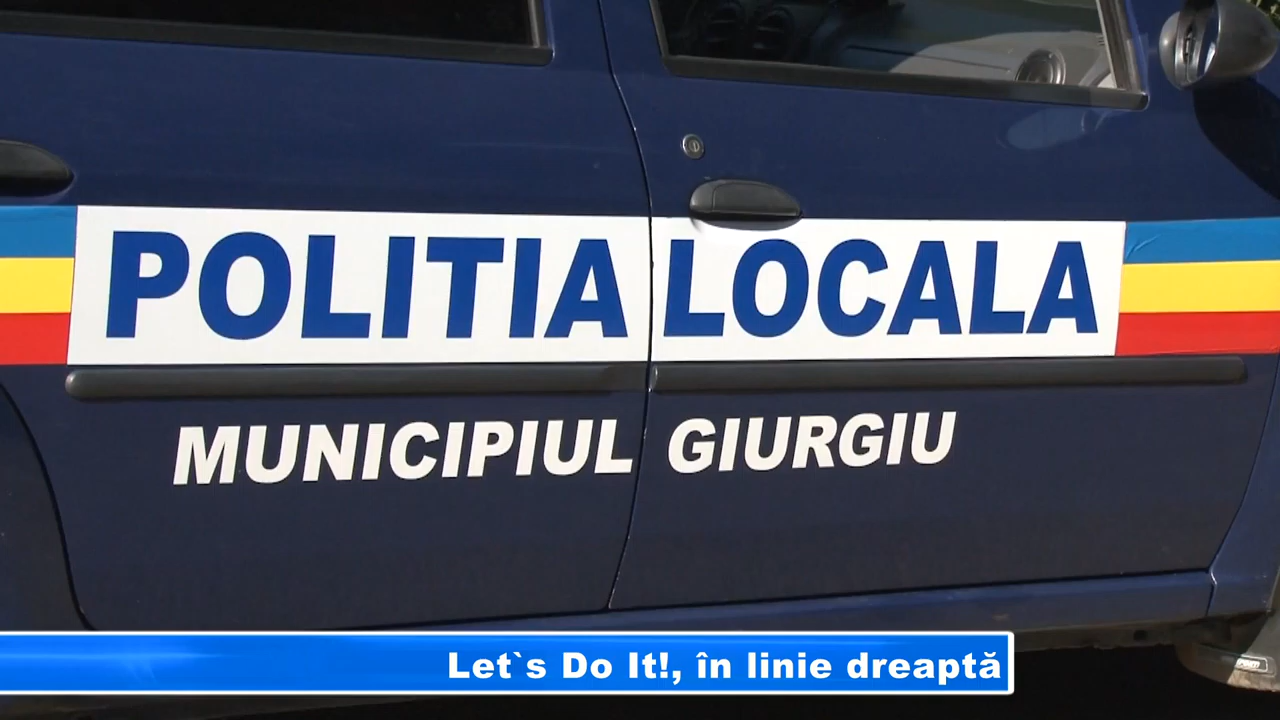 POLITIA LOCALA
MUNICIPIUL GIURGIU
Let`s Do It!, în linie dreaptă